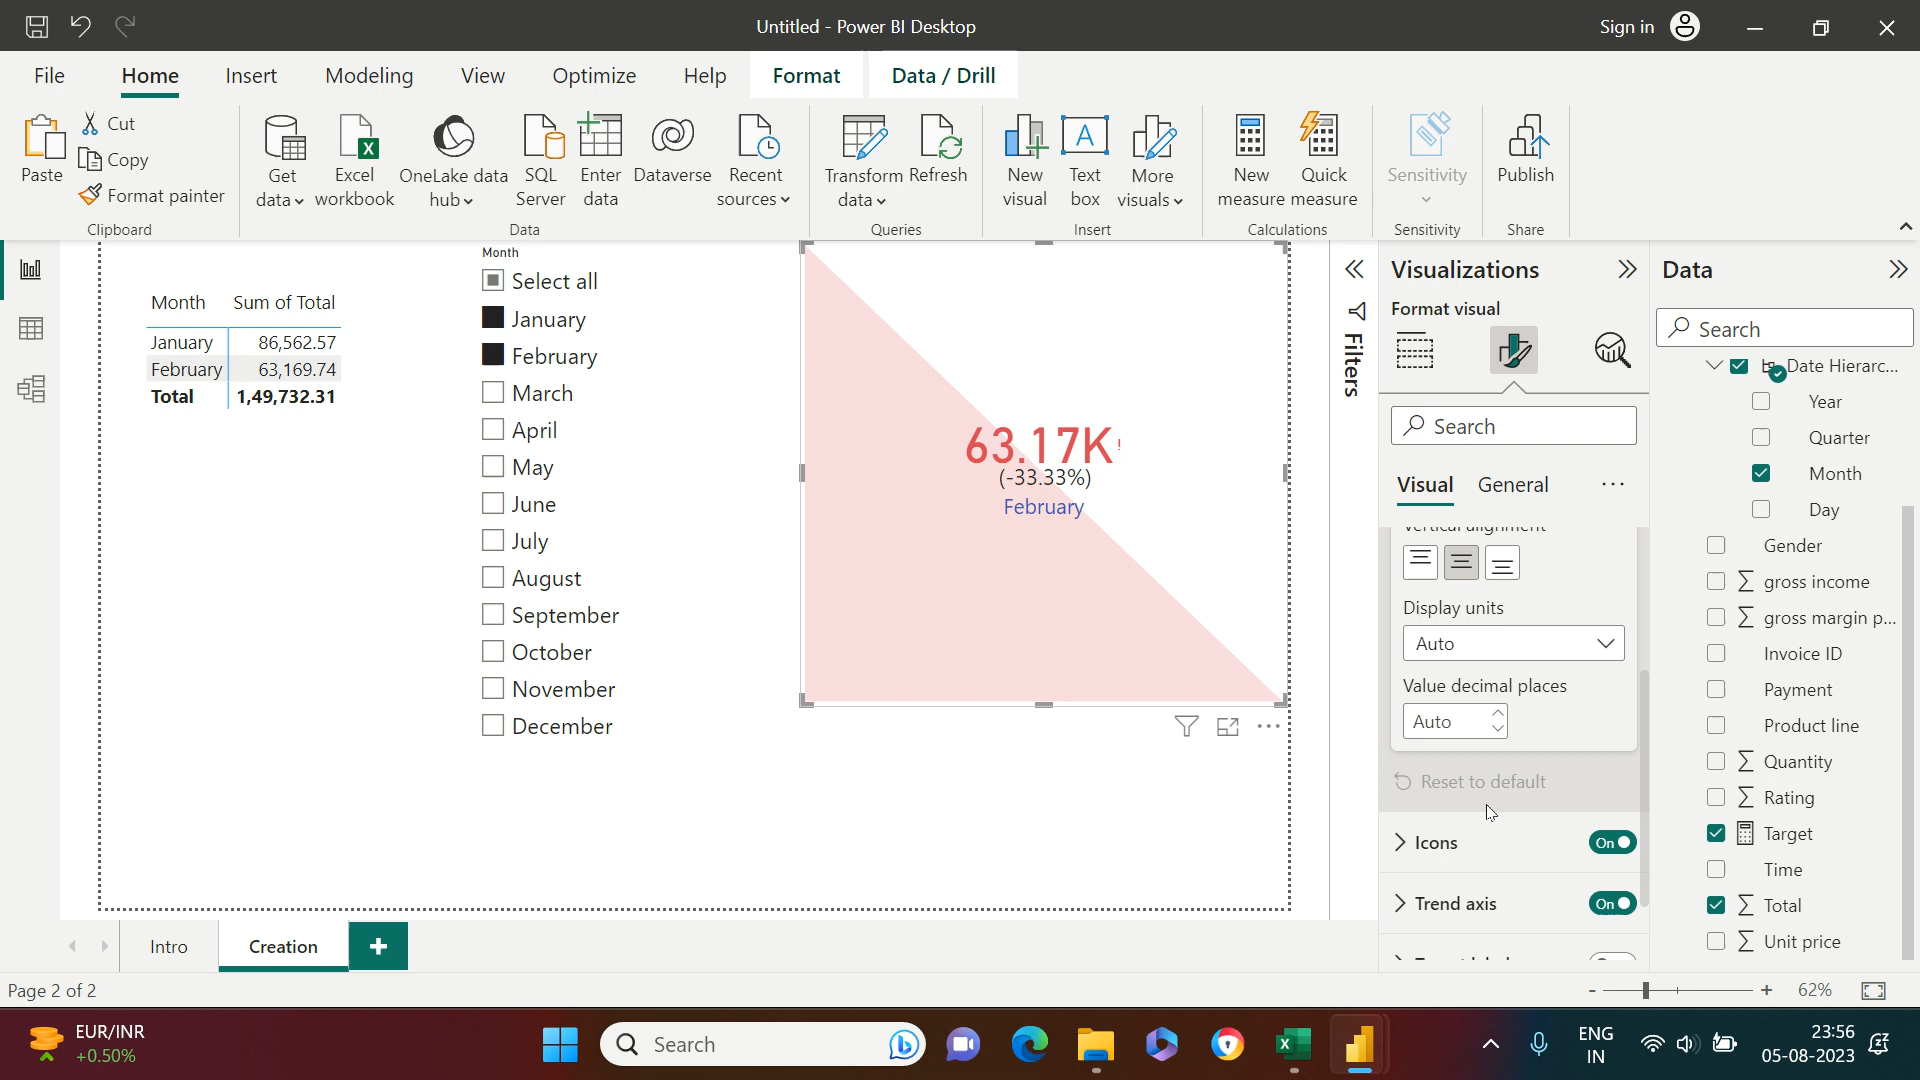 Untitled - Power BI Desktop
Sign in
File
Home
Insert
Modeling
View
Optimize
Help
Format
Data / Drill
Paste
Cut
Copy
Format painter
Clipboard
Get data
Excel workbook
OneLake data hub
SQL Server
Enter data
Dataverse
Recent sources
Data
Transform data
Refresh
Queries
New visual
Text box
More visuals
Insert
New measure
Quick measure
Calculations
Sensitivity
Sensitivity
Publish
Share
Month Sum of Total
January 86,562.57
February 63,169.74
Total 1,49,732.31
Month
Select all
January
February
March
April
May
June
July
August
September
October
November
December
63.17K!
(-33.33%)
February
Filters
Visualizations
Format visual
Search
Visual
General
Vertical alignment
Display units
Auto
Value decimal places
Auto
Reset to default
Icons On
Trend axis On
Data
Search
Date Hierarc...
Year
Quarter
Month
Day
Gender
gross income
gross margin p...
Invoice ID
Payment
Product line
Quantity
Rating
Target
Time
Total
Unit price
Intro
Creation
Page 2 of 2
- + 62%
EUR/INR
+0.50%
Search
ENG
IN
23:56
05-08-2023